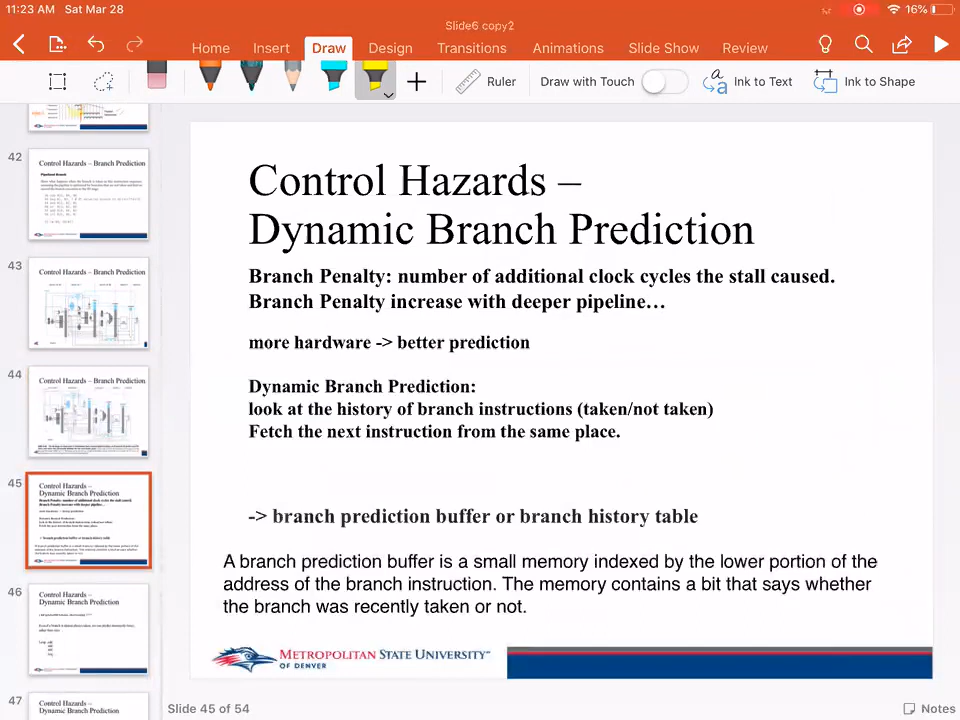 11:23 AM Sat Mar 28
16%
Slide6 copy2
Home Insert Draw Design Transitions Animations Slide Show Review
Ruler Draw with Touch Ink to Text Ink to Shape
42
Control Hazards – Branch Prediction
43
Control Hazards – Branch Prediction
44
Control Hazards – Branch Prediction
45
Control Hazards –
Dynamic Branch Prediction
46
Control Hazards –
Dynamic Branch Prediction
47
Control Hazards –
Dynamic Branch Prediction
Control Hazards –
Dynamic Branch Prediction
Branch Penalty: number of additional clock cycles the stall caused.
Branch Penalty increase with deeper pipeline…
more hardware -> better prediction
Dynamic Branch Prediction:
look at the history of branch instructions (taken/not taken)
Fetch the next instruction from the same place.
-> branch prediction buffer or branch history table
A branch prediction buffer is a small memory indexed by the lower portion of the
address of the branch instruction. The memory contains a bit that says whether
the branch was recently taken or not.
METROPOLITAN STATE UNIVERSITY™
OF DENVER
Slide 45 of 54
Notes